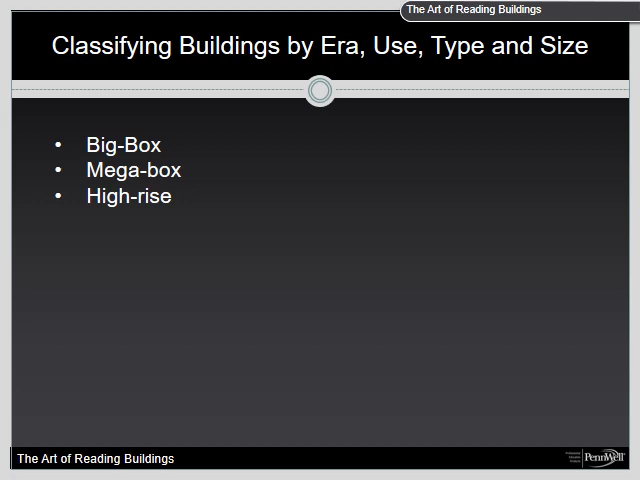 The Art of Reading Buildings
Classifying Buildings by Era, Use, Type and Size
• Big-Box
• Mega-box
• High-rise
The Art of Reading Buildings
PennWell